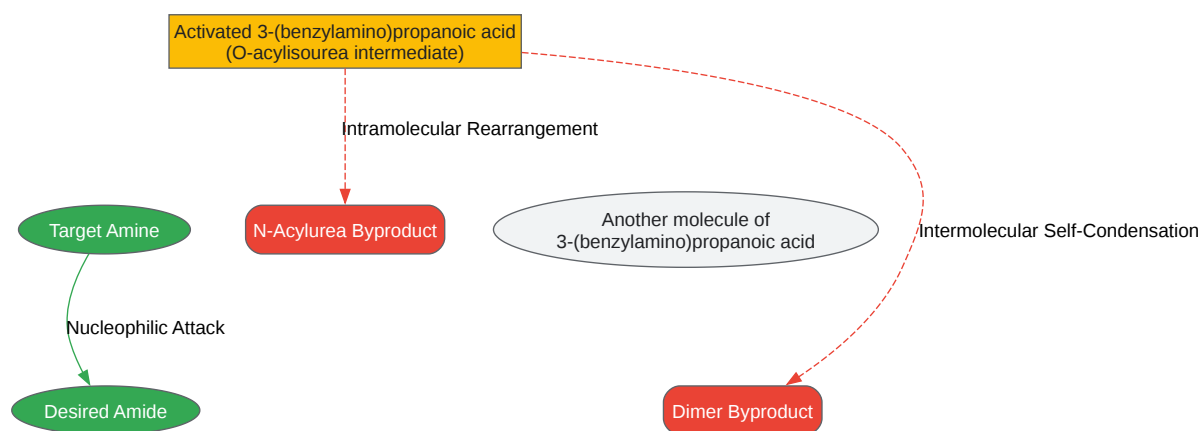 Activated 3-(benzylamino)propanoic acid
(O-acylisourea intermediate)
Intramolecular Rearrangement
Target Amine
N-Acylurea Byproduct
Another molecule of
3-(benzylamino)propanoic acid
Intermolecular Self-Condensation
Nucleophilic Attack
Desired Amide
Dimer Byproduct